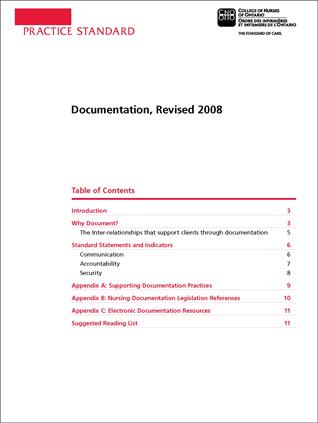 PRACTICE STANDARD
CNO
OIIO
COLLEGE OF NURSES
OF ONTARIO
ORDRE DES INFIRMIÈRES
ET INFIRMIERS DE L'ONTARIO
THE STANDARD OF CARE.
Documentation, Revised 2008
Table of Contents
Introduction 3
Why Document? 3
The Inter-relationships that support clients through documentation 5
Standard Statements and Indicators 6
Communication 6
Accountability 7
Security 8
Appendix A: Supporting Documentation Practices 9
Appendix B: Nursing Documentation Legislation References 10
Appendix C: Electronic Documentation Resources 11
Suggested Reading List 11